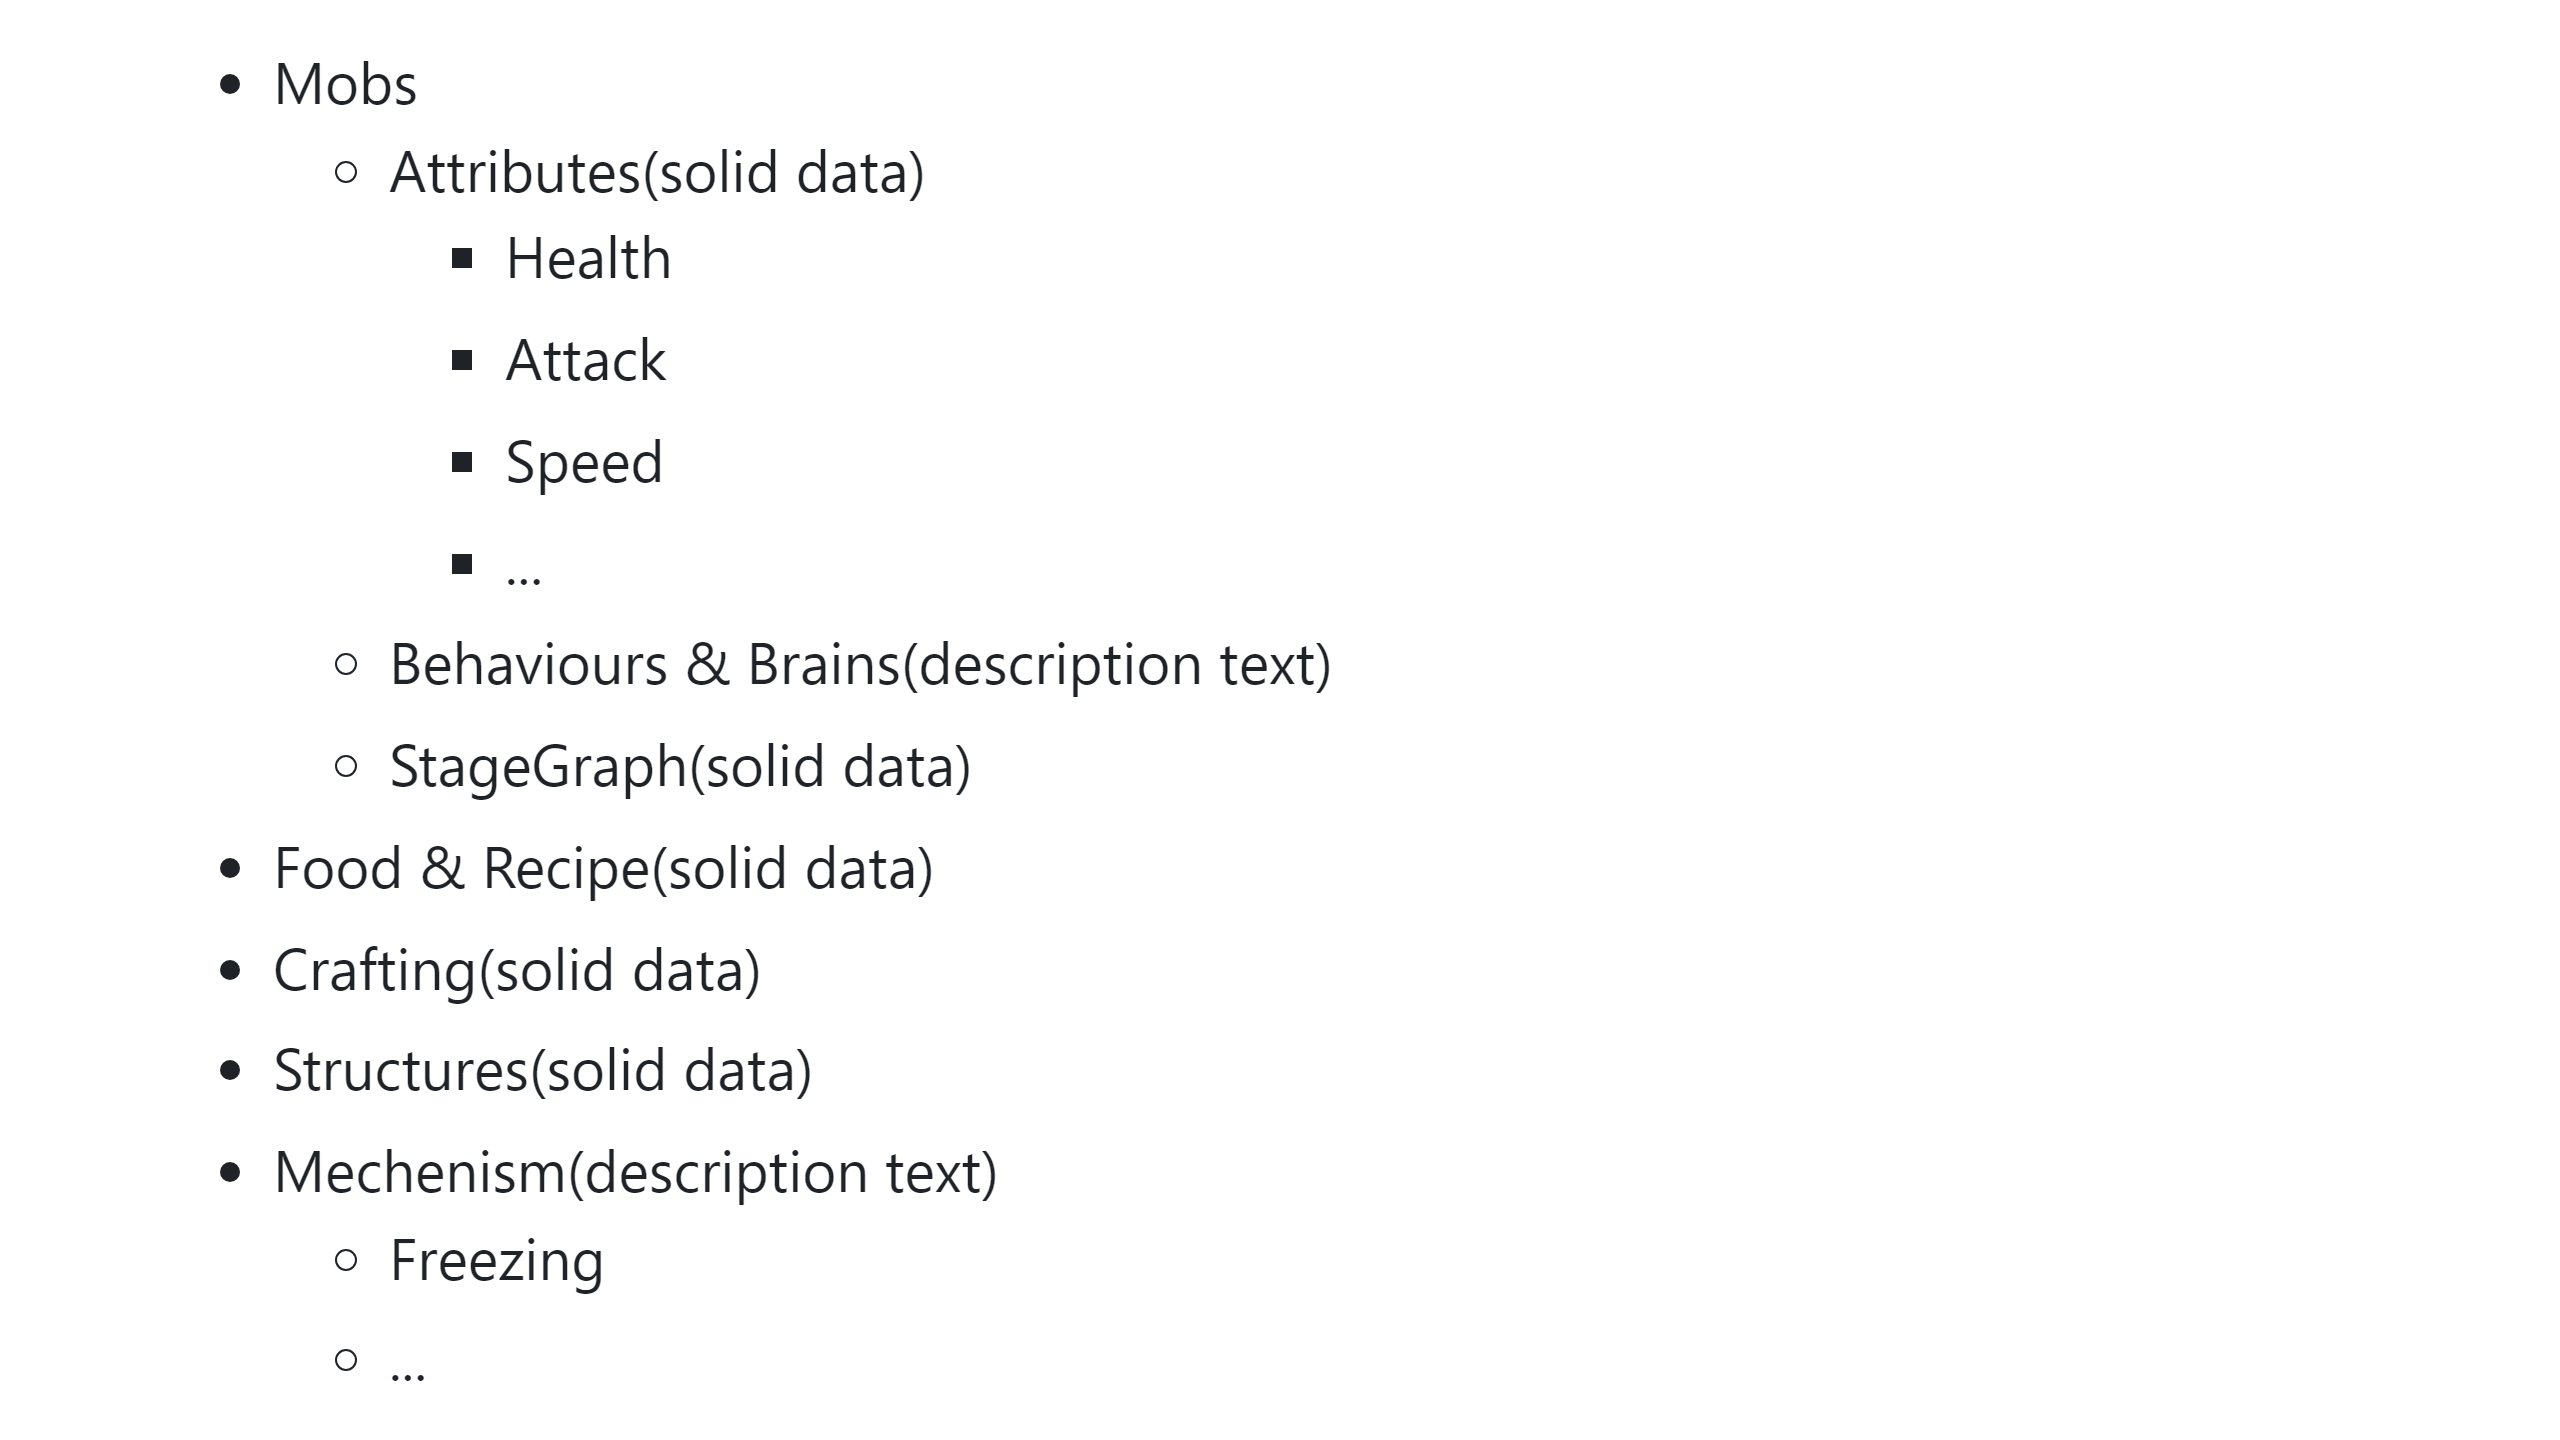 Mobs
Attributes(solid data)
Health
Attack
Speed
...
Behaviours & Brains(description text)
StageGraph(solid data)
Food & Recipe(solid data)
Crafting(solid data)
Structures(solid data)
Mechenism(description text)
Freezing
...